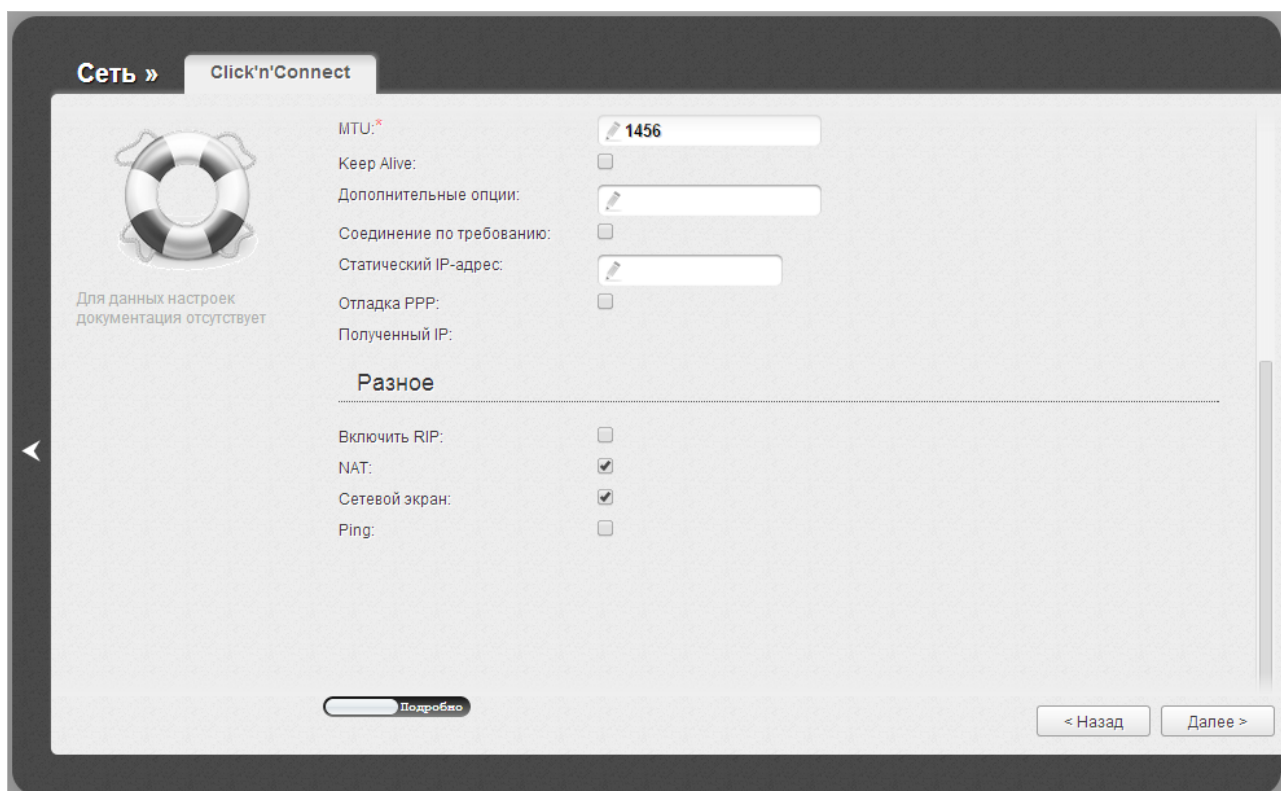 Сеть »
Click'n'Connect
Для данных настроек
документация отсутствует
MTU:* 1456
Keep Alive:
Дополнительные опции:
Соединение по требованию:
Статический IP-адрес:
Отладка PPP:
Полученный IP:
Разное
Включить RIP:
NAT:
Сетевой экран:
Ping:
Подробно
< Назад
Далее >